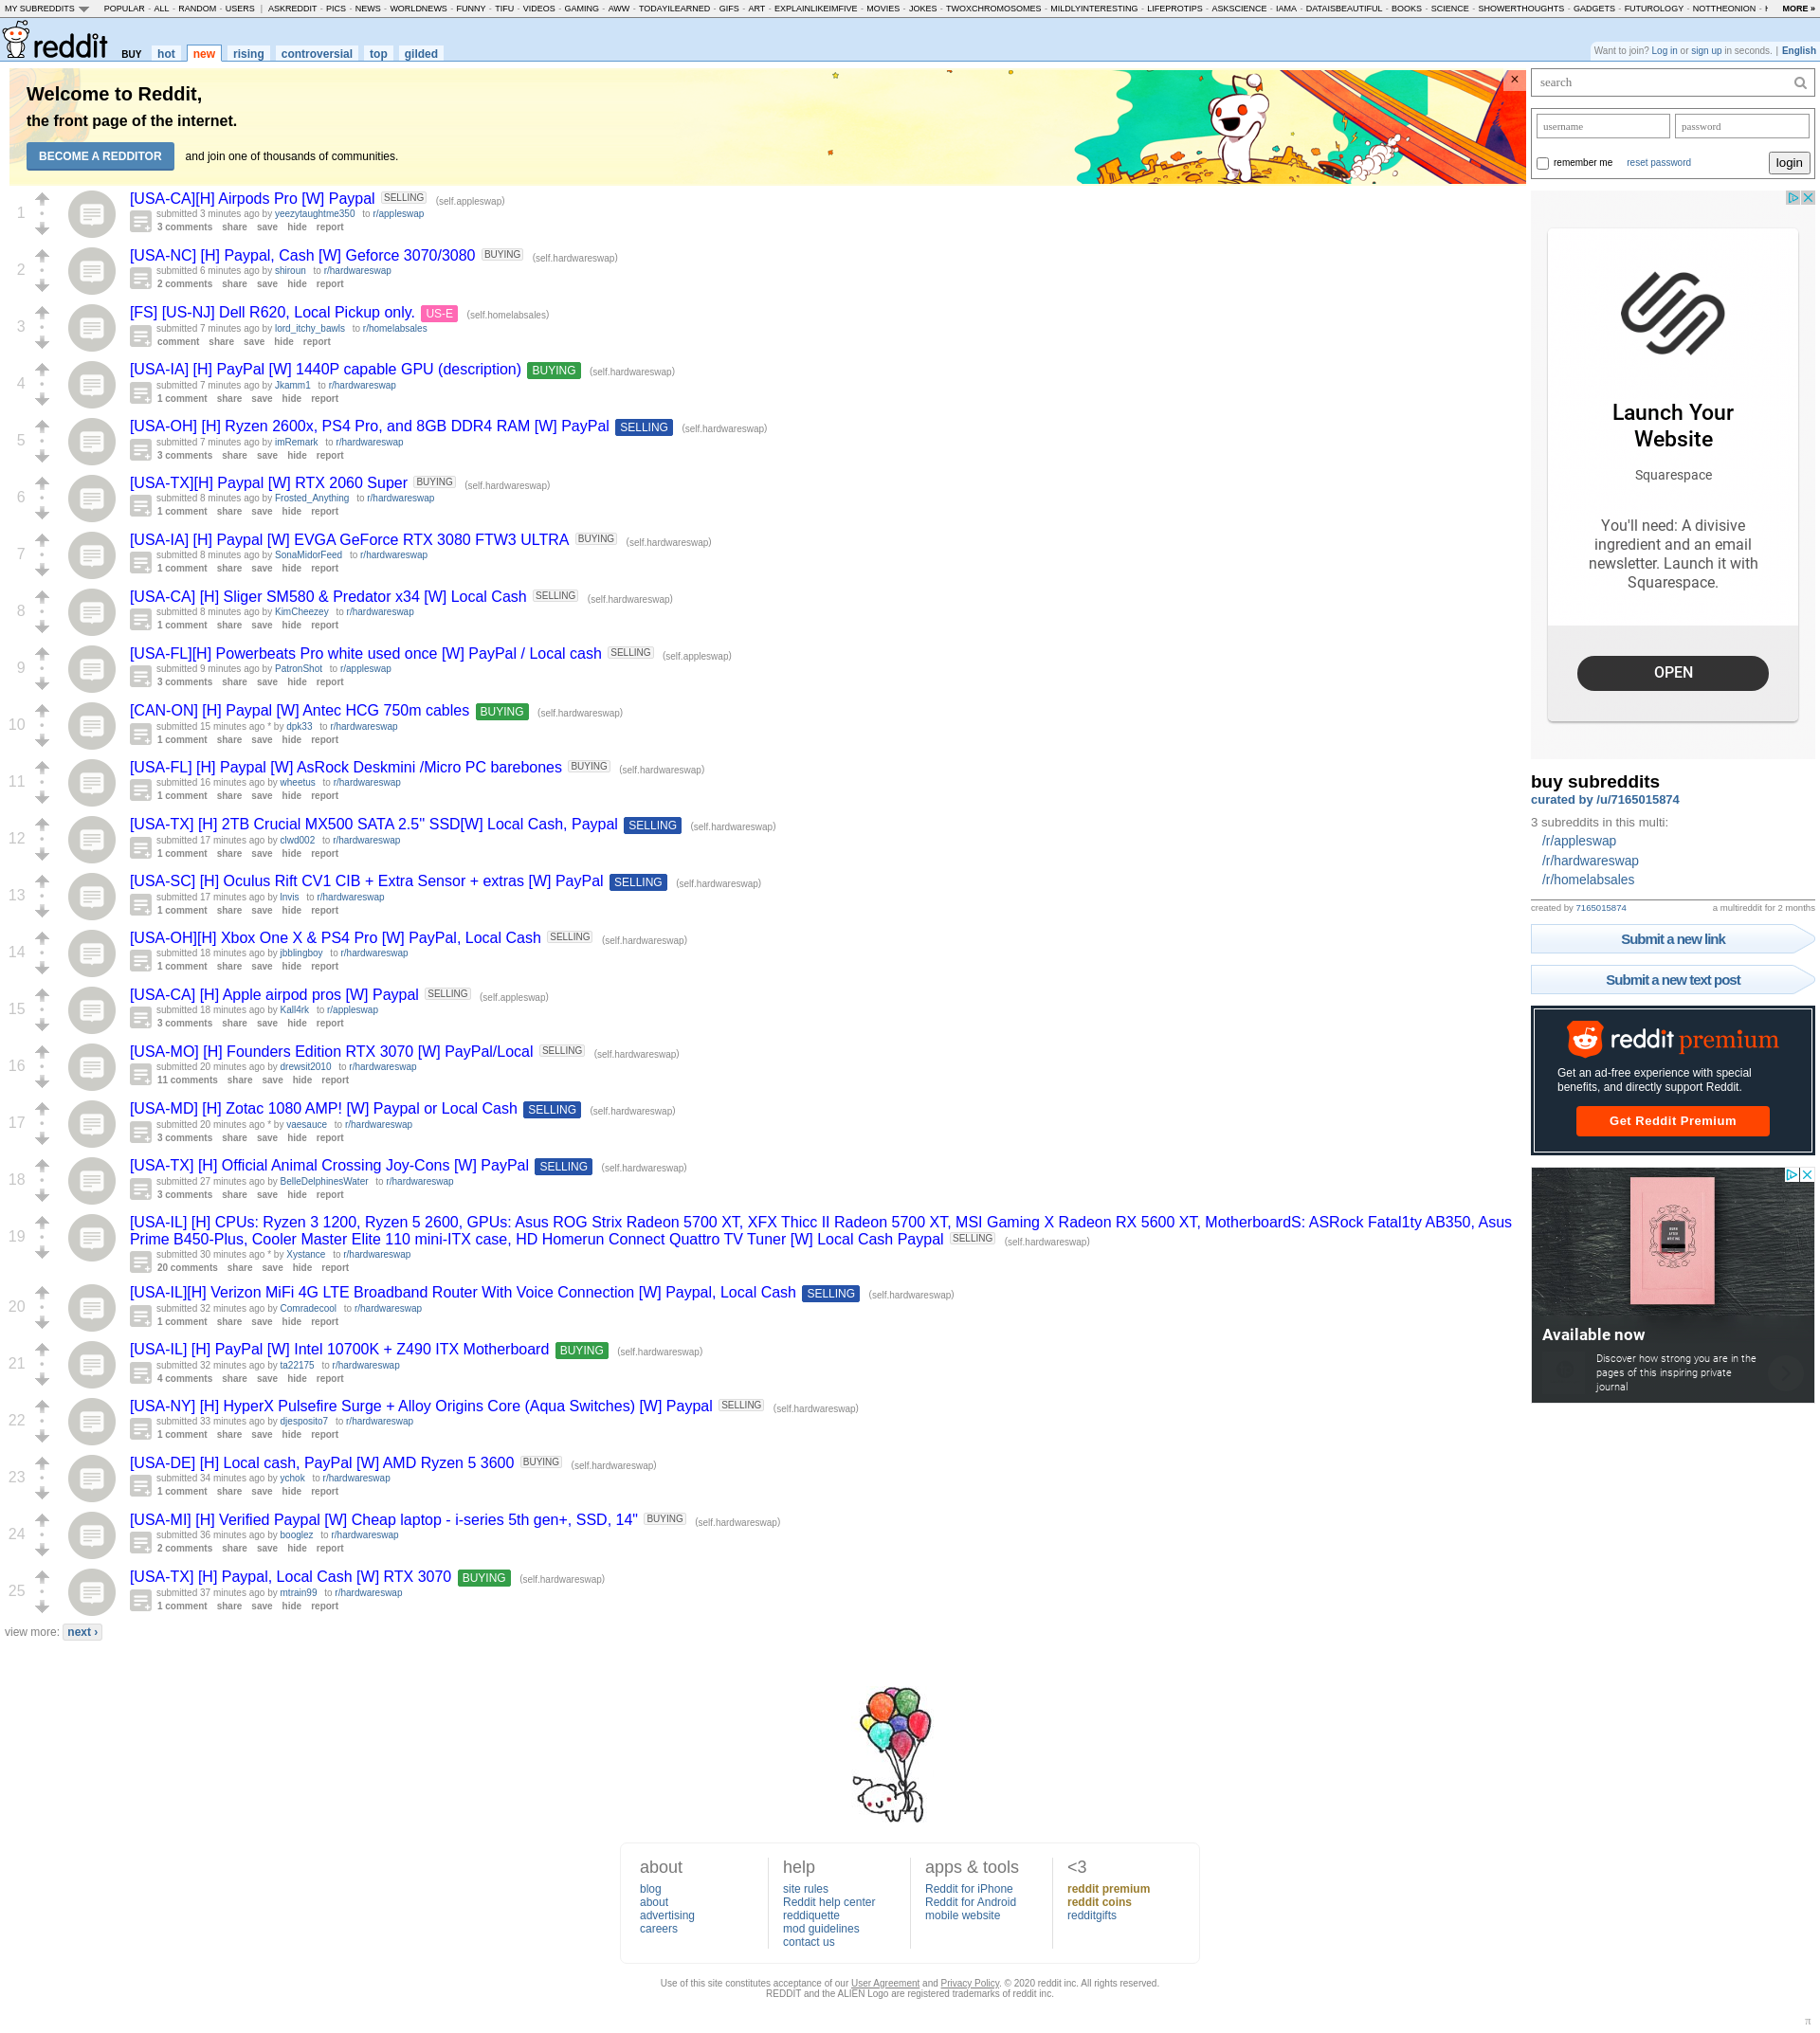 MY SUBREDDITS POPULAR - ALL - RANDOM - USERS | ASKREDDIT - PICS - NEWS - WORLDNEWS - FUNNY - TIFU - VIDEOS - GAMING - AWW - TODAYILEARNED - GIFS - ART - EXPLAINLIKEIMFIVE - MOVIES - JOKES - TWOXCHROMOSOMES - MILDLYINTERESTING - LIFEPROTIPS - ASKSCIENCE - IAMA - DATAISBEAUTIFUL - BOOKS - SCIENCE - SHOWERTHOUGHTS - GADGETS - FUTUROLOGY - NOTTHEONION - MORE »
reddit BUY hot new rising controversial top gilded
Want to join? Log in or sign up in seconds. | English
Welcome to Reddit,
the front page of the internet.
BECOME A REDDITOR and join one of thousands of communities.
×
1
[USA-CA][H] Airpods Pro [W] Paypal SELLING (self.appleswap)
submitted 3 minutes ago by yeezytaughtme350 to r/appleswap
3 comments share save hide report
2
[USA-NC] [H] Paypal, Cash [W] Geforce 3070/3080 BUYING (self.hardwareswap)
submitted 6 minutes ago by shiroun to r/hardwareswap
2 comments share save hide report
3
[FS] [US-NJ] Dell R620, Local Pickup only. US-E (self.homelabsales)
submitted 7 minutes ago by lord_itchy_bawls to r/homelabsales
comment share save hide report
4
[USA-IA] [H] PayPal [W] 1440P capable GPU (description) BUYING (self.hardwareswap)
submitted 7 minutes ago by Jkamm1 to r/hardwareswap
1 comment share save hide report
5
[USA-OH] [H] Ryzen 2600x, PS4 Pro, and 8GB DDR4 RAM [W] PayPal SELLING (self.hardwareswap)
submitted 7 minutes ago by imRemark to r/hardwareswap
3 comments share save hide report
6
[USA-TX][H] Paypal [W] RTX 2060 Super BUYING (self.hardwareswap)
submitted 8 minutes ago by Frosted_Anything to r/hardwareswap
1 comment share save hide report
7
[USA-IA] [H] Paypal [W] EVGA GeForce RTX 3080 FTW3 ULTRA BUYING (self.hardwareswap)
submitted 8 minutes ago by SonaMidorFeed to r/hardwareswap
1 comment share save hide report
8
[USA-CA] [H] Sliger SM580 & Predator x34 [W] Local Cash SELLING (self.hardwareswap)
submitted 8 minutes ago by KimCheezey to r/hardwareswap
1 comment share save hide report
9
[USA-FL][H] Powerbeats Pro white used once [W] PayPal / Local cash SELLING (self.appleswap)
submitted 9 minutes ago by PatronShot to r/appleswap
3 comments share save hide report
10
[CAN-ON] [H] Paypal [W] Antec HCG 750m cables BUYING (self.hardwareswap)
submitted 15 minutes ago * by dpk33 to r/hardwareswap
1 comment share save hide report
11
[USA-FL] [H] Paypal [W] AsRock Deskmini /Micro PC barebones BUYING (self.hardwareswap)
submitted 16 minutes ago by wheetus to r/hardwareswap
1 comment share save hide report
12
[USA-TX] [H] 2TB Crucial MX500 SATA 2.5" SSD[W] Local Cash, Paypal SELLING (self.hardwareswap)
submitted 17 minutes ago by clwd002 to r/hardwareswap
1 comment share save hide report
13
[USA-SC] [H] Oculus Rift CV1 CIB + Extra Sensor + extras [W] PayPal SELLING (self.hardwareswap)
submitted 17 minutes ago by lnvis to r/hardwareswap
1 comment share save hide report
14
[USA-OH][H] Xbox One X & PS4 Pro [W] PayPal, Local Cash SELLING (self.hardwareswap)
submitted 18 minutes ago by jbblingboy to r/hardwareswap
1 comment share save hide report
15
[USA-CA] [H] Apple airpod pros [W] Paypal SELLING (self.appleswap)
submitted 18 minutes ago by Kall4rk to r/appleswap
3 comments share save hide report
16
[USA-MO] [H] Founders Edition RTX 3070 [W] PayPal/Local SELLING (self.hardwareswap)
submitted 20 minutes ago by drewsit2010 to r/hardwareswap
11 comments share save hide report
17
[USA-MD] [H] Zotac 1080 AMP! [W] Paypal or Local Cash SELLING (self.hardwareswap)
submitted 20 minutes ago * by vaesauce to r/hardwareswap
3 comments share save hide report
18
[USA-TX] [H] Official Animal Crossing Joy-Cons [W] PayPal SELLING (self.hardwareswap)
submitted 27 minutes ago by BelleDelphinesWater to r/hardwareswap
3 comments share save hide report
19
[USA-IL] [H] CPUs: Ryzen 3 1200, Ryzen 5 2600, GPUs: Asus ROG Strix Radeon 5700 XT, XFX Thicc II Radeon 5700 XT, MSI Gaming X Radeon RX 5600 XT, MotherboardS: ASRock Fatal1ty AB350, Asus
Prime B450-Plus, Cooler Master Elite 110 mini-ITX case, HD Homerun Connect Quattro TV Tuner [W] Local Cash Paypal SELLING (self.hardwareswap)
submitted 30 minutes ago * by Xystance to r/hardwareswap
20 comments share save hide report
20
[USA-IL][H] Verizon MiFi 4G LTE Broadband Router With Voice Connection [W] Paypal, Local Cash SELLING (self.hardwareswap)
submitted 32 minutes ago by Comradecool to r/hardwareswap
1 comment share save hide report
21
[USA-IL] [H] PayPal [W] Intel 10700K + Z490 ITX Motherboard BUYING (self.hardwareswap)
submitted 32 minutes ago by ta22175 to r/hardwareswap
4 comments share save hide report
22
[USA-NY] [H] HyperX Pulsefire Surge + Alloy Origins Core (Aqua Switches) [W] Paypal SELLING (self.hardwareswap)
submitted 33 minutes ago by djesposito7 to r/hardwareswap
1 comment share save hide report
23
[USA-DE] [H] Local cash, PayPal [W] AMD Ryzen 5 3600 BUYING (self.hardwareswap)
submitted 34 minutes ago by ychok to r/hardwareswap
1 comment share save hide report
24
[USA-MI] [H] Verified Paypal [W] Cheap laptop - i-series 5th gen+, SSD, 14" BUYING (self.hardwareswap)
submitted 36 minutes ago by booglez to r/hardwareswap
2 comments share save hide report
25
[USA-TX] [H] Paypal, Local Cash [W] RTX 3070 BUYING (self.hardwareswap)
submitted 37 minutes ago by mtrain99 to r/hardwareswap
1 comment share save hide report
view more: next ›
search
username password
remember me reset password login
Launch Your
Website
Squarespace
You'll need: A divisive
ingredient and an email
newsletter. Launch it with
Squarespace.
OPEN
buy subreddits
curated by /u/7165015874
3 subreddits in this multi:
/r/appleswap
/r/hardwareswap
/r/homelabsales
created by 7165015874 a multireddit for 2 months
Submit a new link
Submit a new text post
reddit premium
Get an ad-free experience with special
benefits, and directly support Reddit.
Get Reddit Premium
Available now
Discover how strong you are in the
pages of this inspiring private
journal
about
blog
about
advertising
careers
help
site rules
Reddit help center
reddiquette
mod guidelines
contact us
apps & tools
Reddit for iPhone
Reddit for Android
mobile website
<3
reddit premium
reddit coins
redditgifts
Use of this site constitutes acceptance of our User Agreement and Privacy Policy. © 2020 reddit inc. All rights reserved.
REDDIT and the ALIEN Logo are registered trademarks of reddit inc.
π